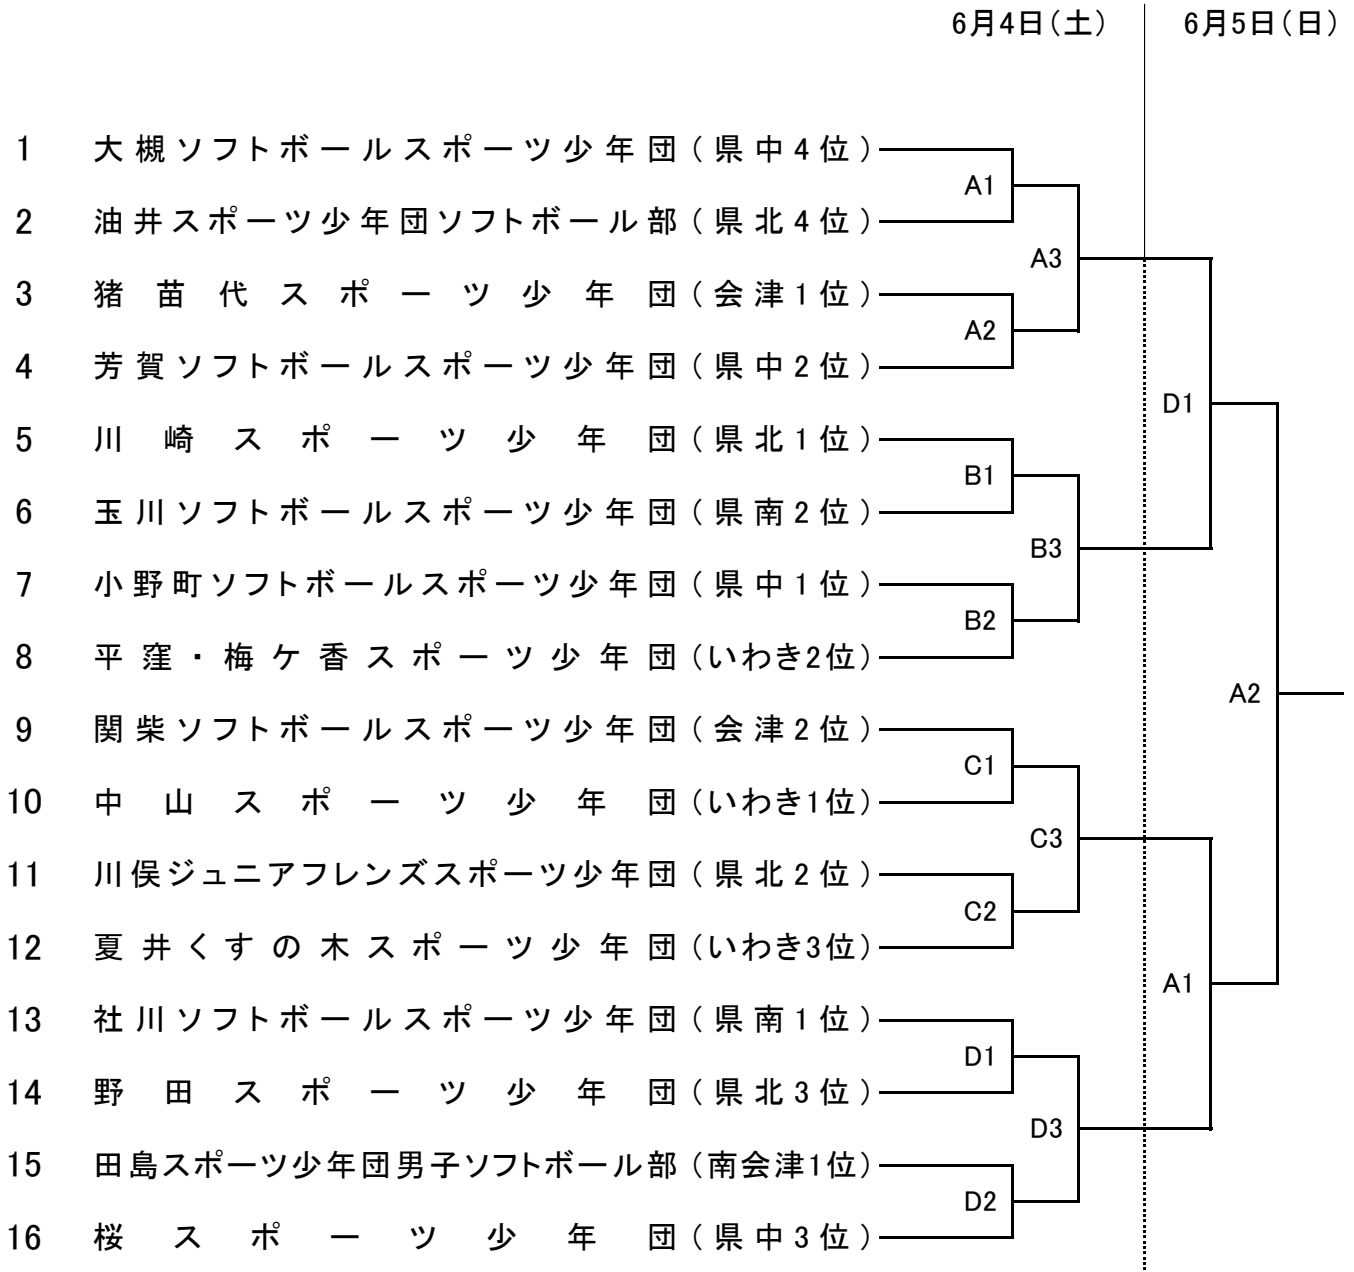 6月4日(土) 6月5日(日)
1 大槻ソフトボールスポーツ少年団(県中4位)
A1
2 油井スポーツ少年団ソフトボール部(県北4位)
A3
3 猪苗代スポーツ少年団(会津1位)
A2
4 芳賀ソフトボールスポーツ少年団(県中2位)
D1
5 川崎スポーツ少年団(県北1位)
B1
6 玉川ソフトボールスポーツ少年団(県南2位)
B3
7 小野町ソフトボールスポーツ少年団(県中1位)
B2
8 平窪・梅ケ香スポーツ少年団(いわき2位)
A2
9 関柴ソフトボールスポーツ少年団(会津2位)
C1
10 中山スポーツ少年団(いわき1位)
C3
11 川俣ジュニアフレンズスポーツ少年団(県北2位)
C2
12 夏井くすの木スポーツ少年団(いわき3位)
A1
13 社川ソフトボールスポーツ少年団(県南1位)
D1
14 野田スポーツ少年団(県北3位)
D3
15 田島スポーツ少年団男子ソフトボール部(南会津1位)
D2
16 桜スポーツ少年団(県中3位)